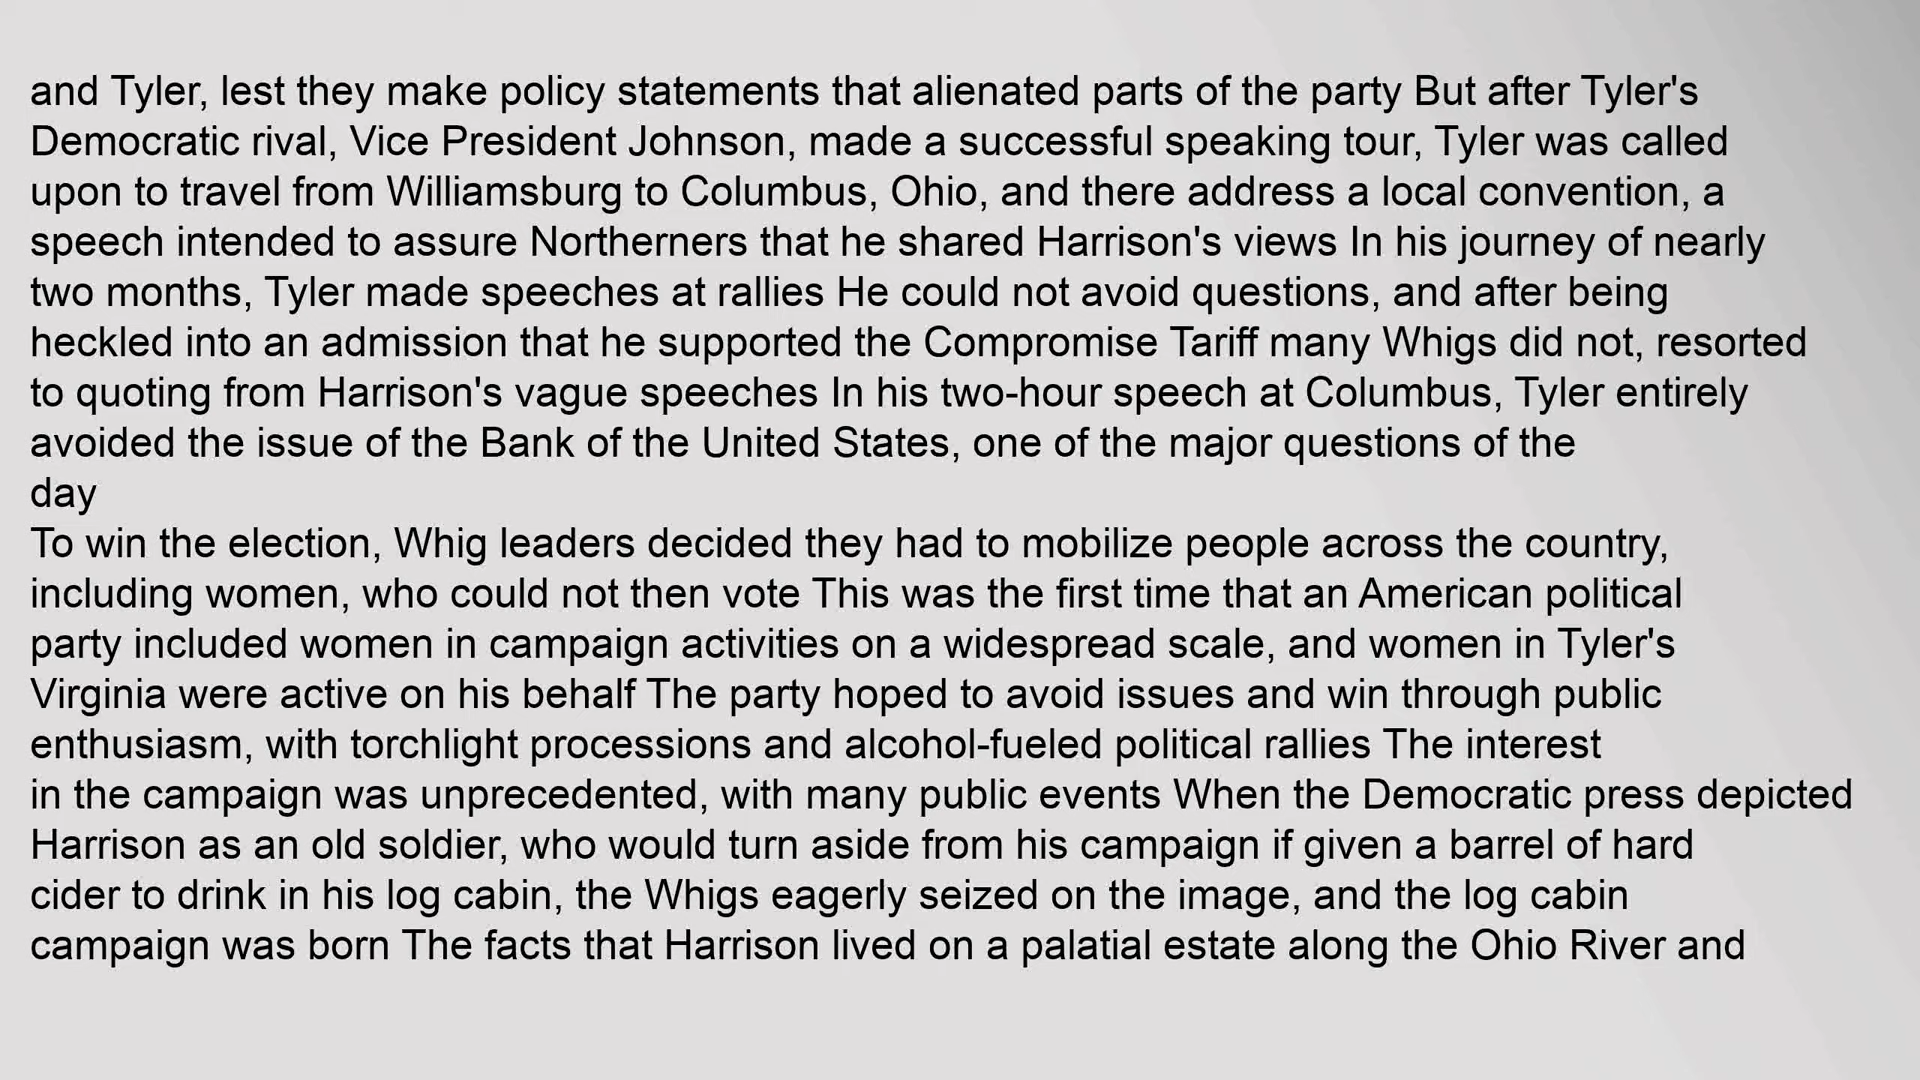 and Tyler, lest they make policy statements that alienated parts of the party But after Tyler's
Democratic rival, Vice President Johnson, made a successful speaking tour, Tyler was called
upon to travel from Williamsburg to Columbus, Ohio, and there address a local convention, a
speech intended to assure Northerners that he shared Harrison's views In his journey of nearly
two months, Tyler made speeches at rallies He could not avoid questions, and after being
heckled into an admission that he supported the Compromise Tariff many Whigs did not, resorted
to quoting from Harrison's vague speeches In his two-hour speech at Columbus, Tyler entirely
avoided the issue of the Bank of the United States, one of the major questions of the
day
To win the election, Whig leaders decided they had to mobilize people across the country,
including women, who could not then vote This was the first time that an American political
party included women in campaign activities on a widespread scale, and women in Tyler's
Virginia were active on his behalf The party hoped to avoid issues and win through public
enthusiasm, with torchlight processions and alcohol-fueled political rallies The interest
in the campaign was unprecedented, with many public events When the Democratic press depicted
Harrison as an old soldier, who would turn aside from his campaign if given a barrel of hard
cider to drink in his log cabin, the Whigs eagerly seized on the image, and the log cabin
campaign was born The facts that Harrison lived on a palatial estate along the Ohio River and